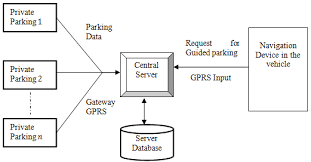 Private
Parking 1
Parking
Data
Private
Parking 2
Private
Parking n
Gateway
GPRS
Central
Server
Server
Database
Request for
Guided parking
GPRS Input
Navigation
Device in the
vehicle